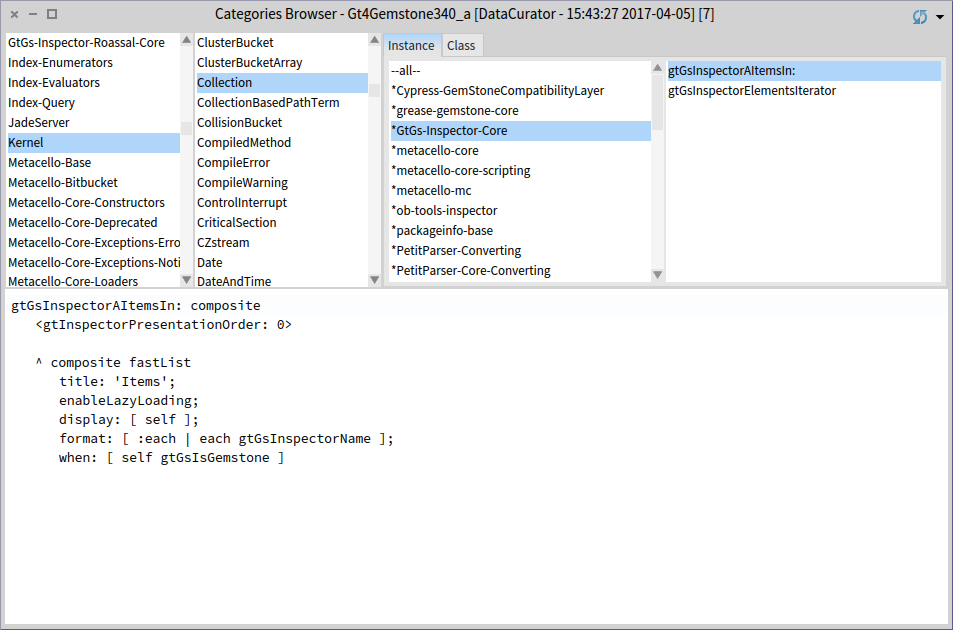 Categories Browser - Gt4Gemstone340_a [DataCurator - 15:43:27 2017-04-05] [7]
GtGs-Inspector-Roassal-Core
Index-Enumerators
Index-Evaluators
Index-Query
JadeServer
Kernel
Metacello-Base
Metacello-Bitbucket
Metacello-Core-Constructors
Metacello-Core-Deprecated
Metacello-Core-Exceptions-Erro
Metacello-Core-Exceptions-Noti
Metacello-Core-Loaders
ClusterBucket
ClusterBucketArray
Collection
CollectionBasedPathTerm
CollisionBucket
CompiledMethod
CompileError
CompileWarning
ControlInterrupt
CriticalSection
CZstream
Date
DateAndTime
Instance
Class
--all--
*Cypress-GemStoneCompatibilityLayer
*grease-gemstone-core
*GtGs-Inspector-Core
*metacello-core
*metacello-core-scripting
*metacello-mc
*ob-tools-inspector
*packageinfo-base
*PetitParser-Converting
*PetitParser-Core-Converting
gtGsInspectorAItemsIn:
gtGsInspectorElementsIterator
gtGsInspectorAItemsIn: composite
<gtInspectorPresentationOrder: 0>
^ composite fastList
title: 'Items';
enableLazyLoading;
display: [ self ];
format: [ :each | each gtGsInspectorName ];
when: [ self gtGsIsGemstone ]